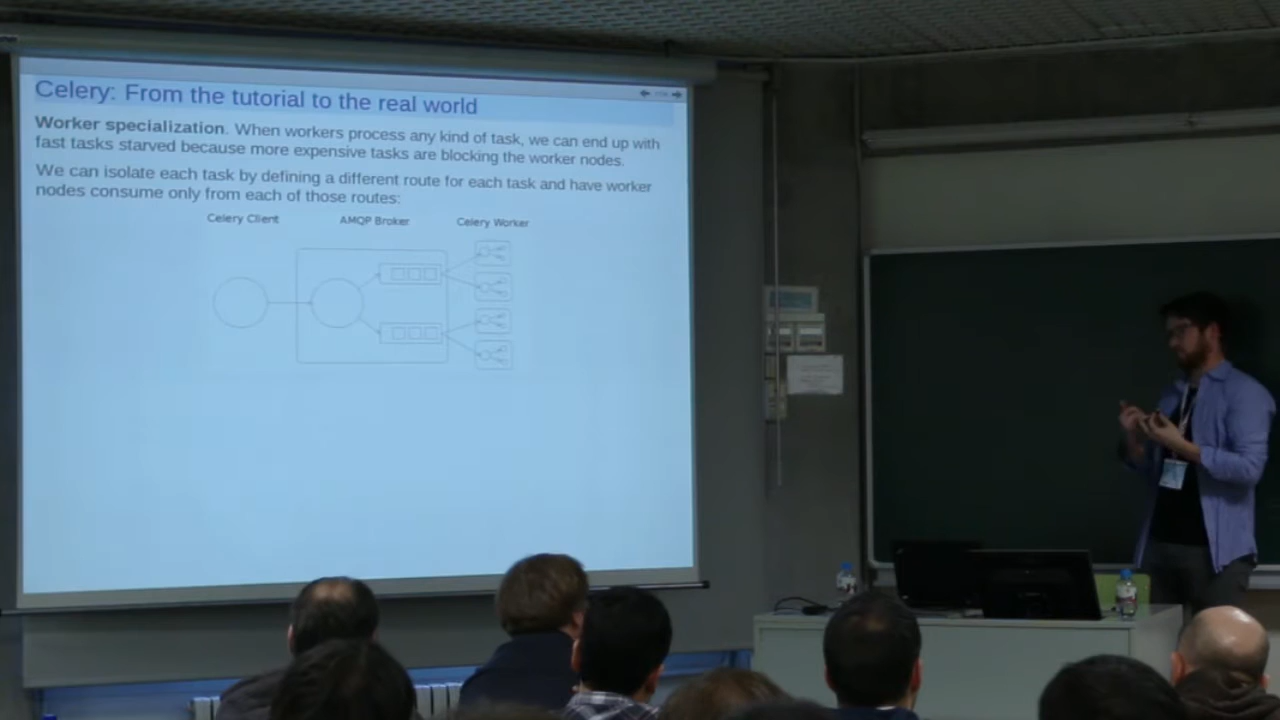 Celery: From the tutorial to the real world
Worker specialization. When workers process any kind of task, we can end up with
fast tasks starved because more expensive tasks are blocking the worker nodes.
We can isolate each task by defining a different route for each task and have worker
nodes consume only from each of those routes:
Celery Client AMQP Broker Celery Worker